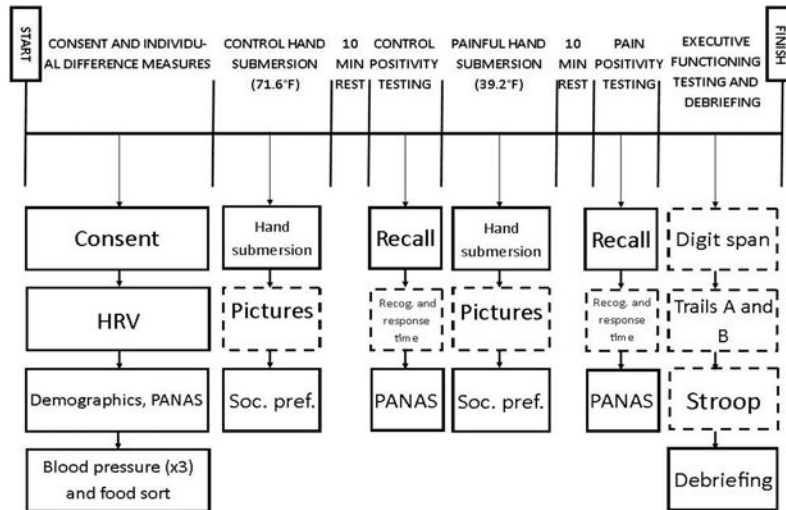 START
CONSENT AND INDIVIDU-
AL DIFFERENCE MEASURES
CONTROL HAND
SUBMERSION
(71.6°F)
10
MIN
REST
CONTROL
POSITIVITY
TESTING
PAINFUL HAND
SUBMERSION
(39.2°F)
10
MIN
REST
PAIN
POSITIVITY
TESTING
EXECUTIVE
FUNCTIONING
TESTING AND
DEBRIEFING
FINISH
Consent
HRV
Demographics, PANAS
Blood pressure (x3)
and food sort
Hand
submersion
Pictures
Soc. pref.
Recall
Recog. and
response
time
PANAS
Hand
submersion
Pictures
Soc. pref.
Recall
Recog. and
response
time
PANAS
Digit span
Trails A and
B
Stroop
Debriefing